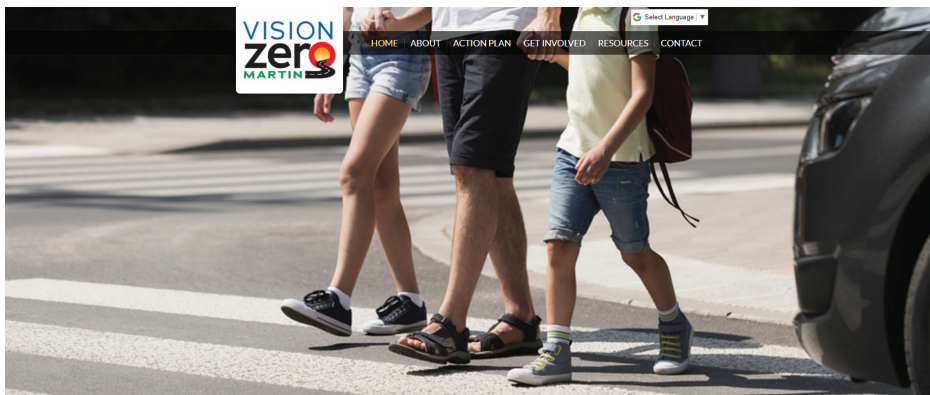 Select Language ▼
VISION
zero
MARTIN
HOME ABOUT ACTION PLAN GET INVOLVED RESOURCES CONTACT